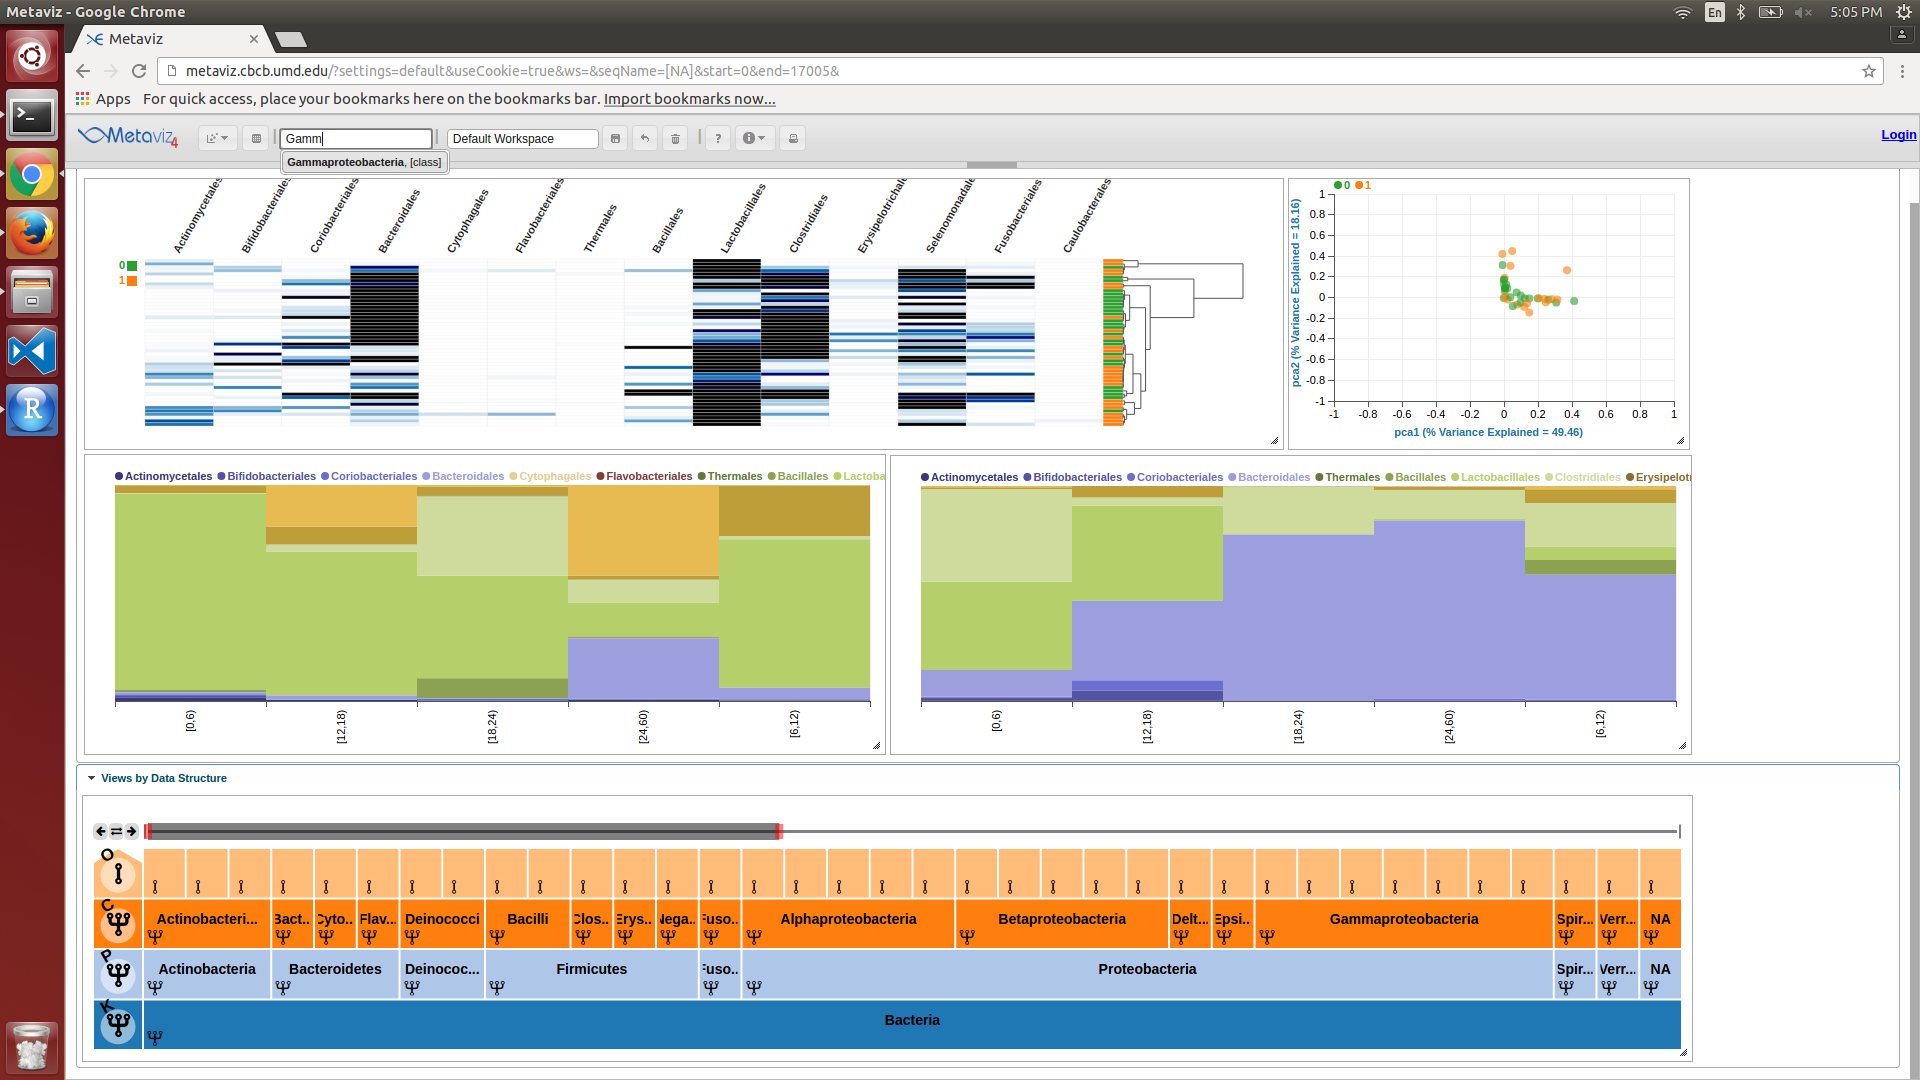 Metaviz - Google Chrome
En
5:05 PM
Metaviz
metaviz.cbcb.umd.edu/?settings=default&useCookie=true&ws=&seqName=[NA]&start=0&end=17005&
Apps For quick access, place your bookmarks here on the bookmarks bar. Import bookmarks now...
Metaviz 4
Gamm
Default Workspace
?
Login
Gammaproteobacteria, [class]
Actinomycetales
Bifidobacteriales
Coriobacteriales
Bacteroidales
Cytophagales
Flavobacteriales
Thermales
Bacillales
Lactobacillales
Clostridiales
Erysipelotrichale
Selenomonadale
Fusobacteriales
Caulobacterales
0
1
0 1
pca2 (% Variance Explained = 18.16)
1
0.8
0.6
0.4
0.2
0
-0.2
-0.4
-0.6
-0.8
-1
-1 -0.8 -0.6 -0.4 -0.2 0 0.2 0.4 0.6 0.8 1
pca1 (% Variance Explained = 49.46)
Actinomycetales Bifidobacteriales Coriobacteriales Bacteroidales Cytophagales Flavobacteriales Thermales Bacillales Lactoba
[0,6) [12,18) [18,24) [24,60) [6,12)
Actinomycetales Bifidobacteriales Coriobacteriales Bacteroidales Thermales Bacillales Lactobacillales Clostridiales Erysipelotr
[0,6) [12,18) [18,24) [24,60) [6,12)
Views by Data Structure
O
C
Actinobacteri... Bact.. Cyto.. Flav... Deinococci Bacilli Clos.. Erys.. Nega.. Fuso.. Alphaproteobacteria Betaproteobacteria Delt... Epsi... Gammaproteobacteria Spir... Verr... NA
P
Actinobacteria Bacteroidetes Deinococ... Firmicutes Fuso.. Proteobacteria Spir... Verr... NA
K
Bacteria
R